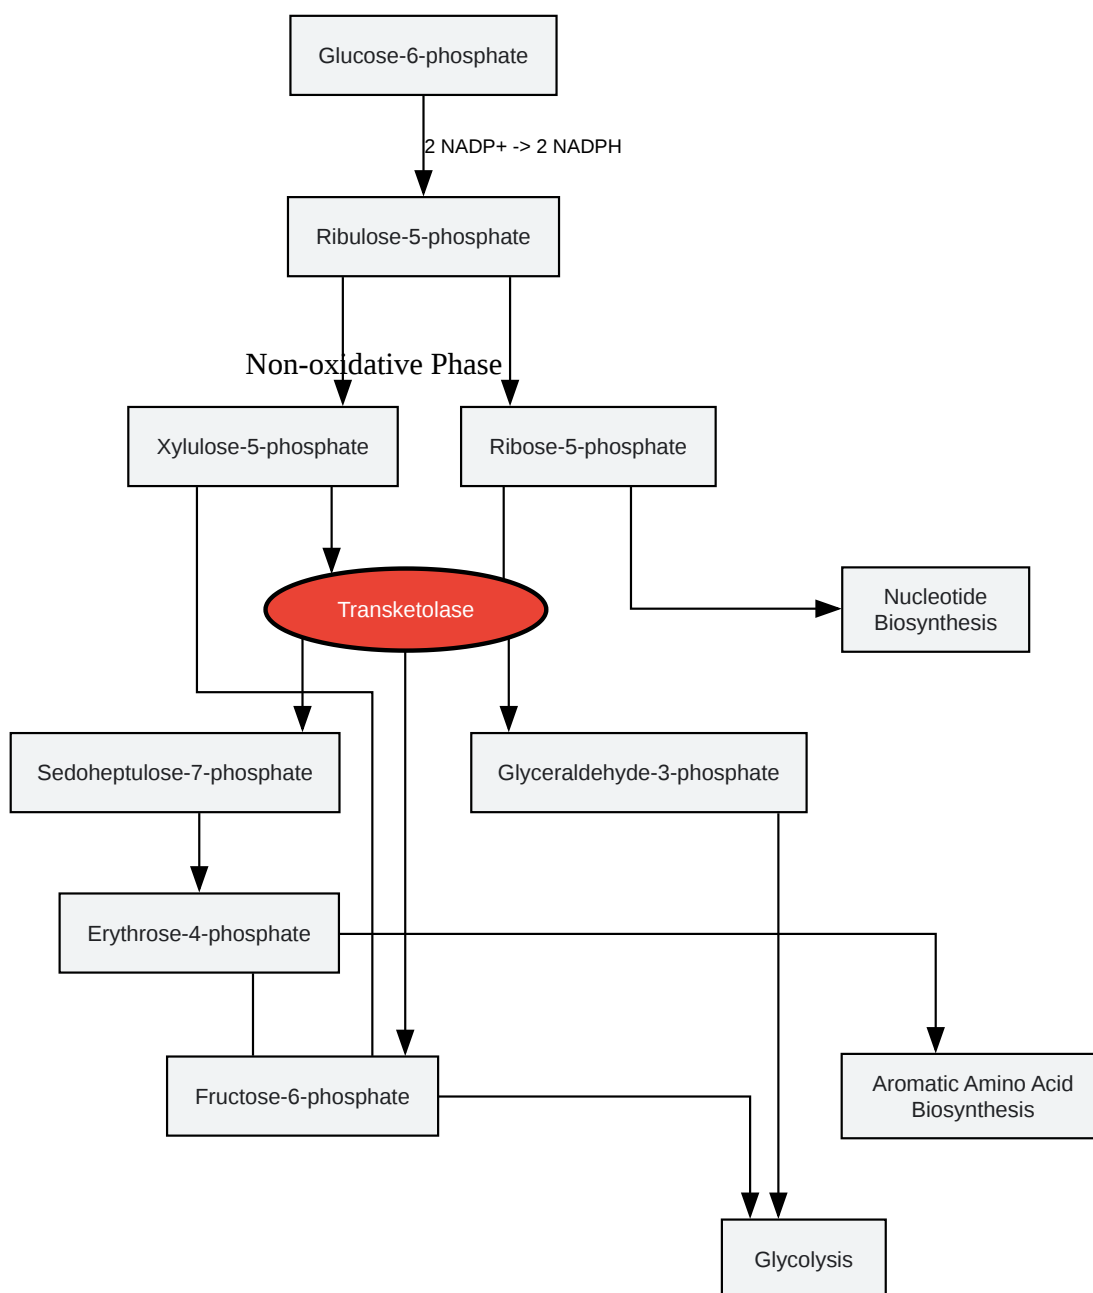 Glucose-6-phosphate
2 NADP+ -> 2 NADPH
Ribulose-5-phosphate
Non-oxidative Phase
Xylulose-5-phosphate
Ribose-5-phosphate
Transketolase
Nucleotide
Biosynthesis
Sedoheptulose-7-phosphate
Glyceraldehyde-3-phosphate
Erythrose-4-phosphate
Fructose-6-phosphate
Aromatic Amino Acid
Biosynthesis
Glycolysis